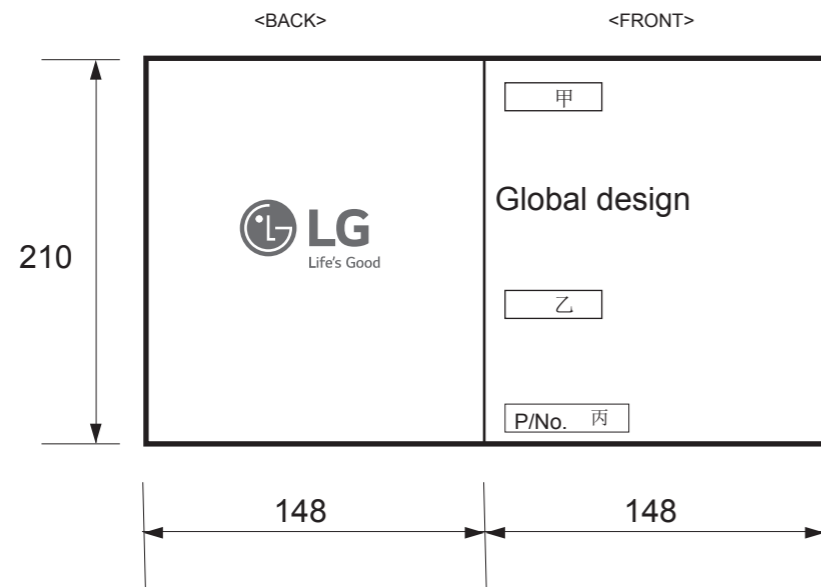 <BACK>
<FRONT>
甲
Global design
LG
Life's Good
210
乙
P/No. 丙
148
148